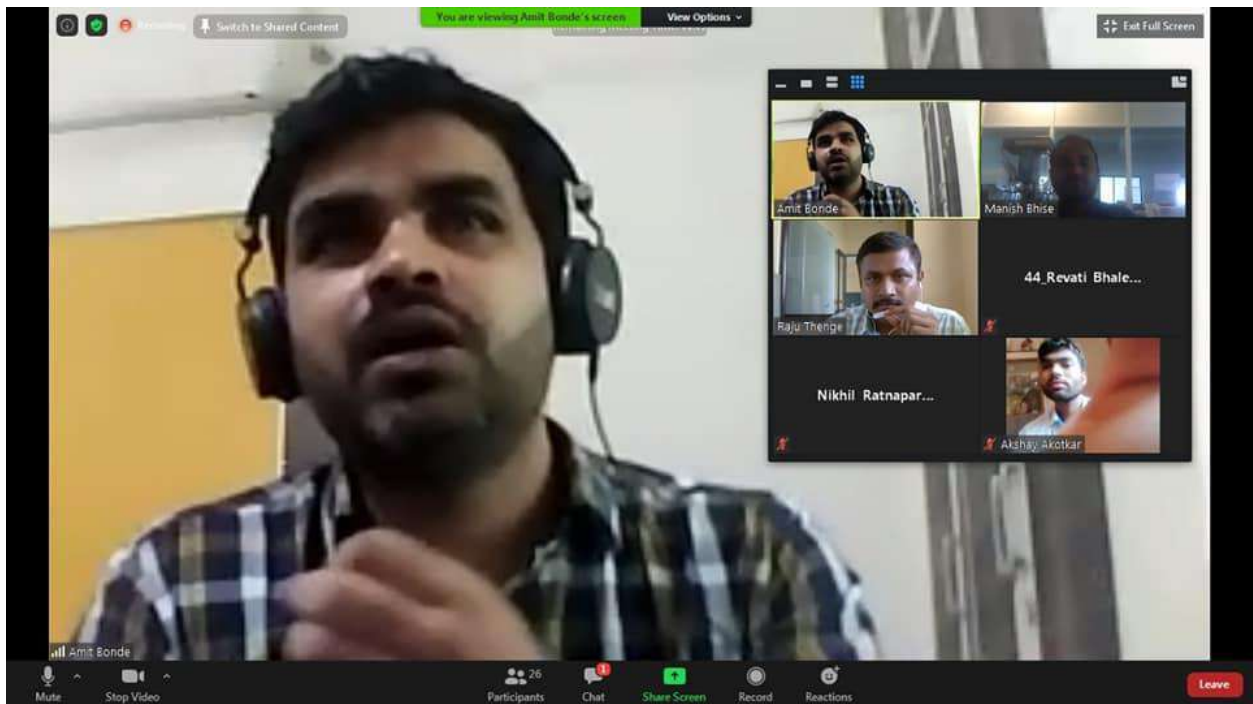 Switch to Shared Content
You are viewing Amit Bonde's screen
View Options
Exit Full Screen
Amit Bonde
Manish Bhise
Raju Thenge
44_Revati Bhale...
Nikhil Ratnapar...
Akshay Akotkar
Amit Bonde
Mute
Stop Video
26
Participants
1
Chat
Share Screen
Record
Reactions
Leave